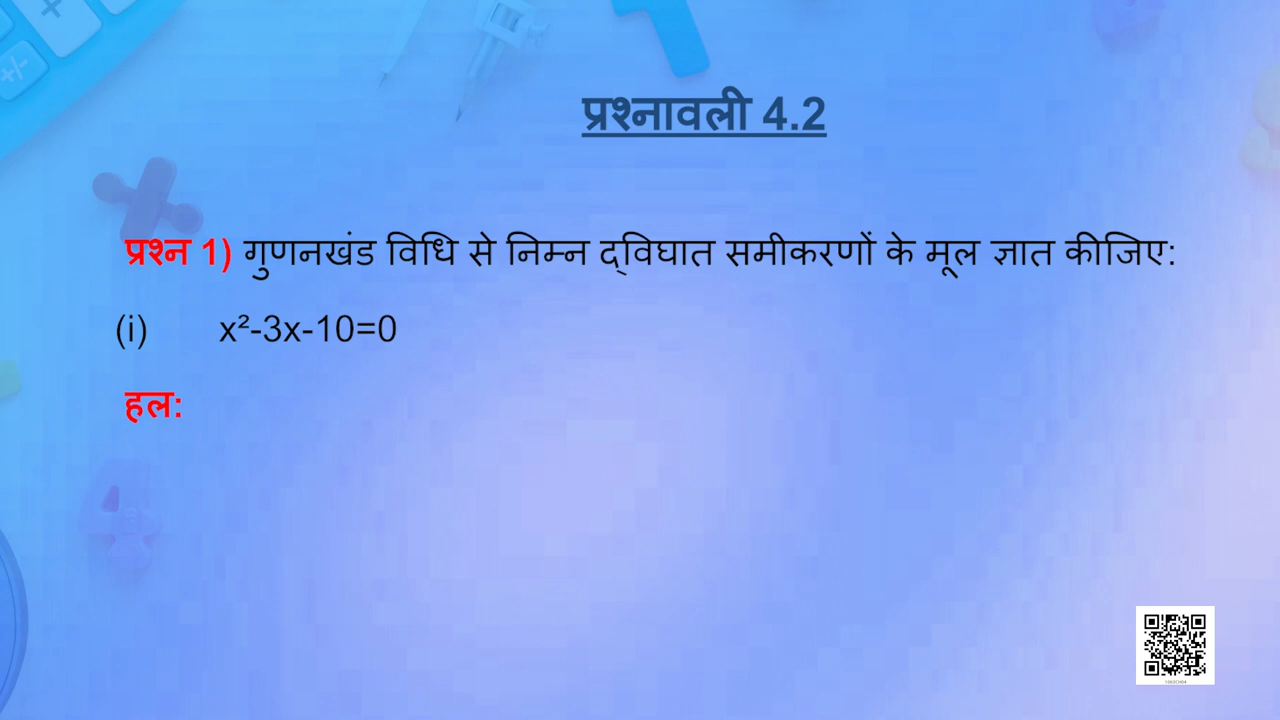 प्रश्नावली 4.2
प्रश्न 1) गुणनखंड विधि से निम्न द्विघात समीकरणों के मूल ज्ञात कीजिए:
(i) x²-3x-10=0
हल: